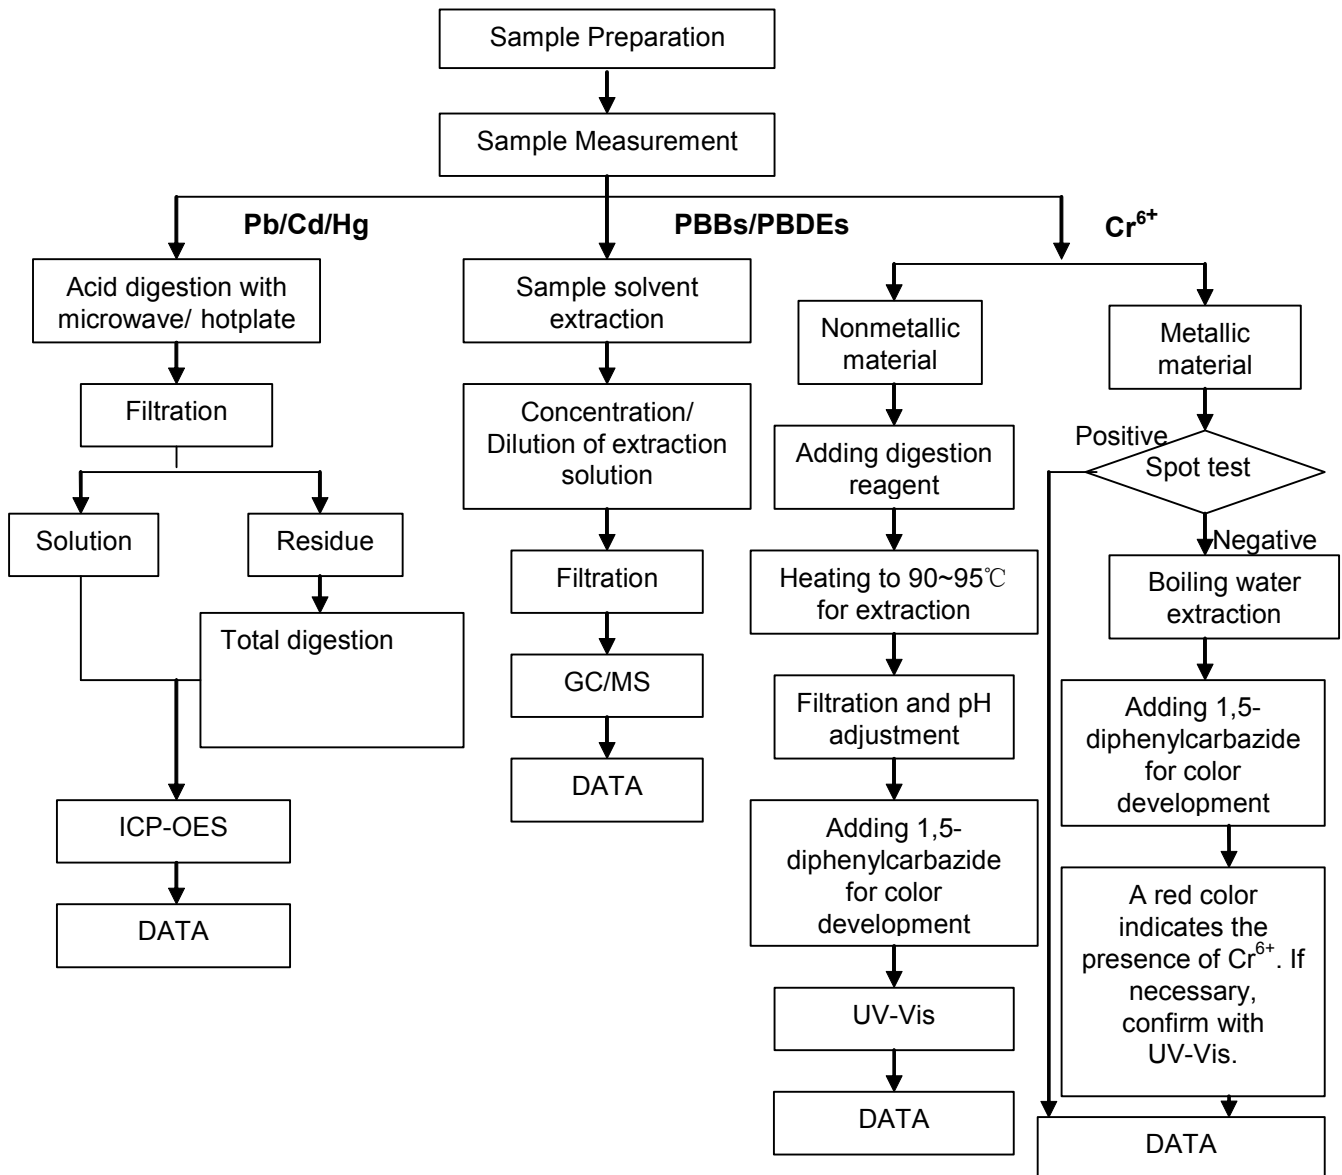 Sample Preparation
Sample Measurement
Pb/Cd/Hg
PBBs/PBDEs
Cr⁶⁺
Acid digestion with
microwave/ hotplate
Filtration
Solution
Residue
Total digestion
ICP-OES
DATA
Sample solvent
extraction
Concentration/
Dilution of extraction
solution
Filtration
GC/MS
DATA
Nonmetallic
material
Adding digestion
reagent
Heating to 90~95℃
for extraction
Filtration and pH
adjustment
Adding 1,5-
diphenylcarbazide
for color
development
UV-Vis
DATA
Metallic
material
Positive
Spot test
Negative
Boiling water
extraction
Adding 1,5-
diphenylcarbazide
for color
development
A red color
indicates the
presence of Cr⁶⁺. If
necessary,
confirm with
UV-Vis.
DATA